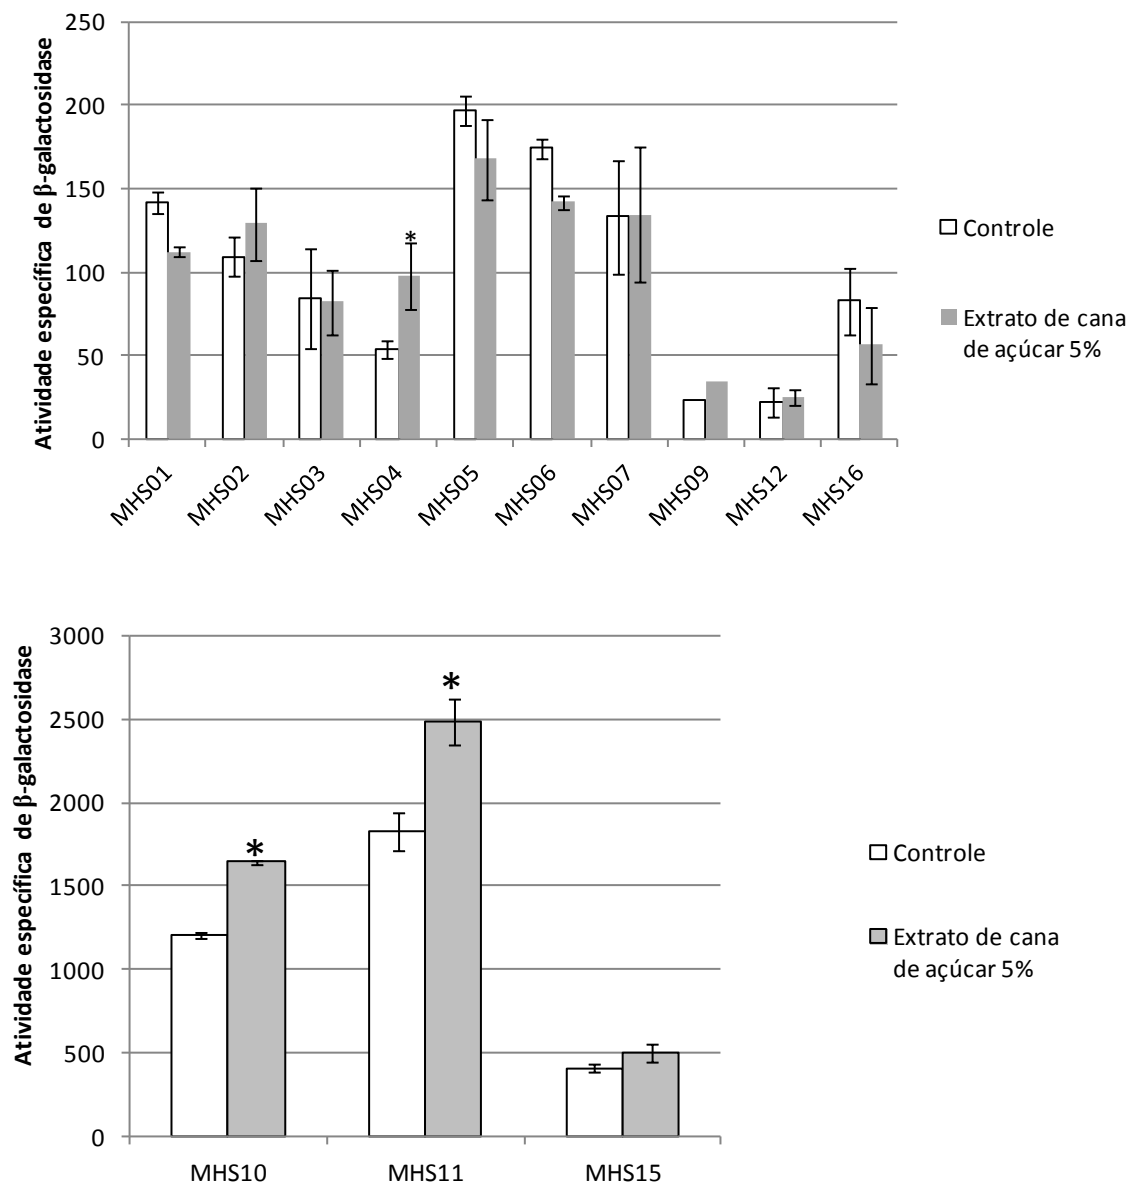 Atividade específica de β-galactosidase
250
200
150
100
50
0
*
MHS01
MHS02
MHS03
MHS04
MHS05
MHS06
MHS07
MHS09
MHS12
MHS16
Controle
Extrato de cana
de açúcar 5%
Atividade específica de β-galactosidase
3000
2500
2000
1500
1000
500
0
*
*
MHS10
MHS11
MHS15
Controle
Extrato de cana
de açúcar 5%